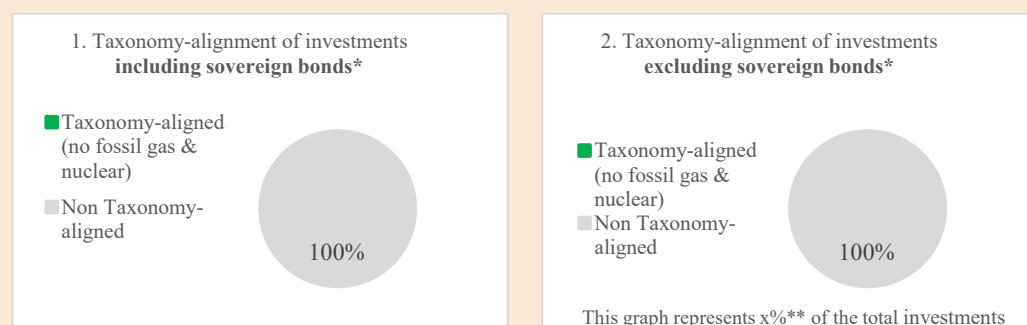 1. Taxonomy-alignment of investments
including sovereign bonds*
Taxonomy-aligned
(no fossil gas &
nuclear)
Non Taxonomy-
aligned
100%
2. Taxonomy-alignment of investments
excluding sovereign bonds*
Taxonomy-aligned
(no fossil gas &
nuclear)
Non Taxonomy-
aligned
100%
This graph represents x%** of the total investments